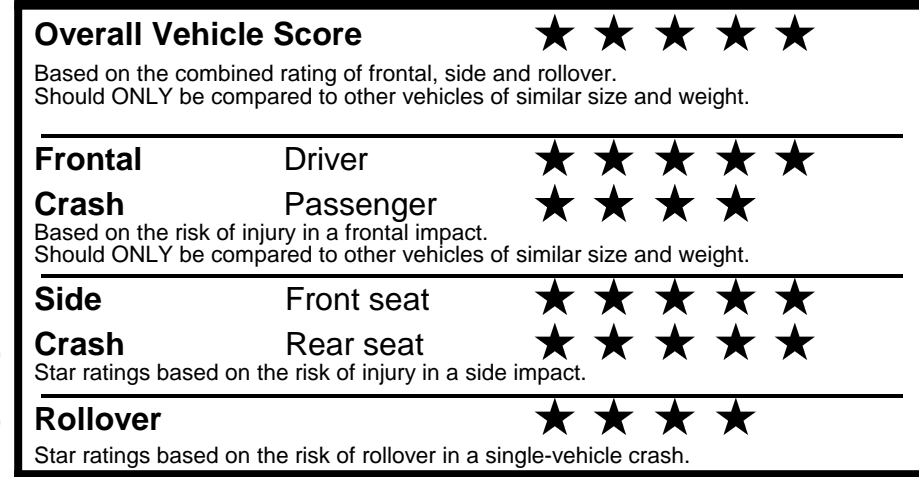 Overall Vehicle Score ★ ★ ★ ★ ★
Based on the combined rating of frontal, side and rollover.
Should ONLY be compared to other vehicles of similar size and weight.
Frontal Driver ★ ★ ★ ★ ★
Crash Passenger ★ ★ ★ ★
Based on the risk of injury in a frontal impact.
Should ONLY be compared to other vehicles of similar size and weight.
Side Front seat ★ ★ ★ ★ ★
Crash Rear seat ★ ★ ★ ★ ★
Star ratings based on the risk of injury in a side impact.
Rollover ★ ★ ★ ★
Star ratings based on the risk of rollover in a single-vehicle crash.